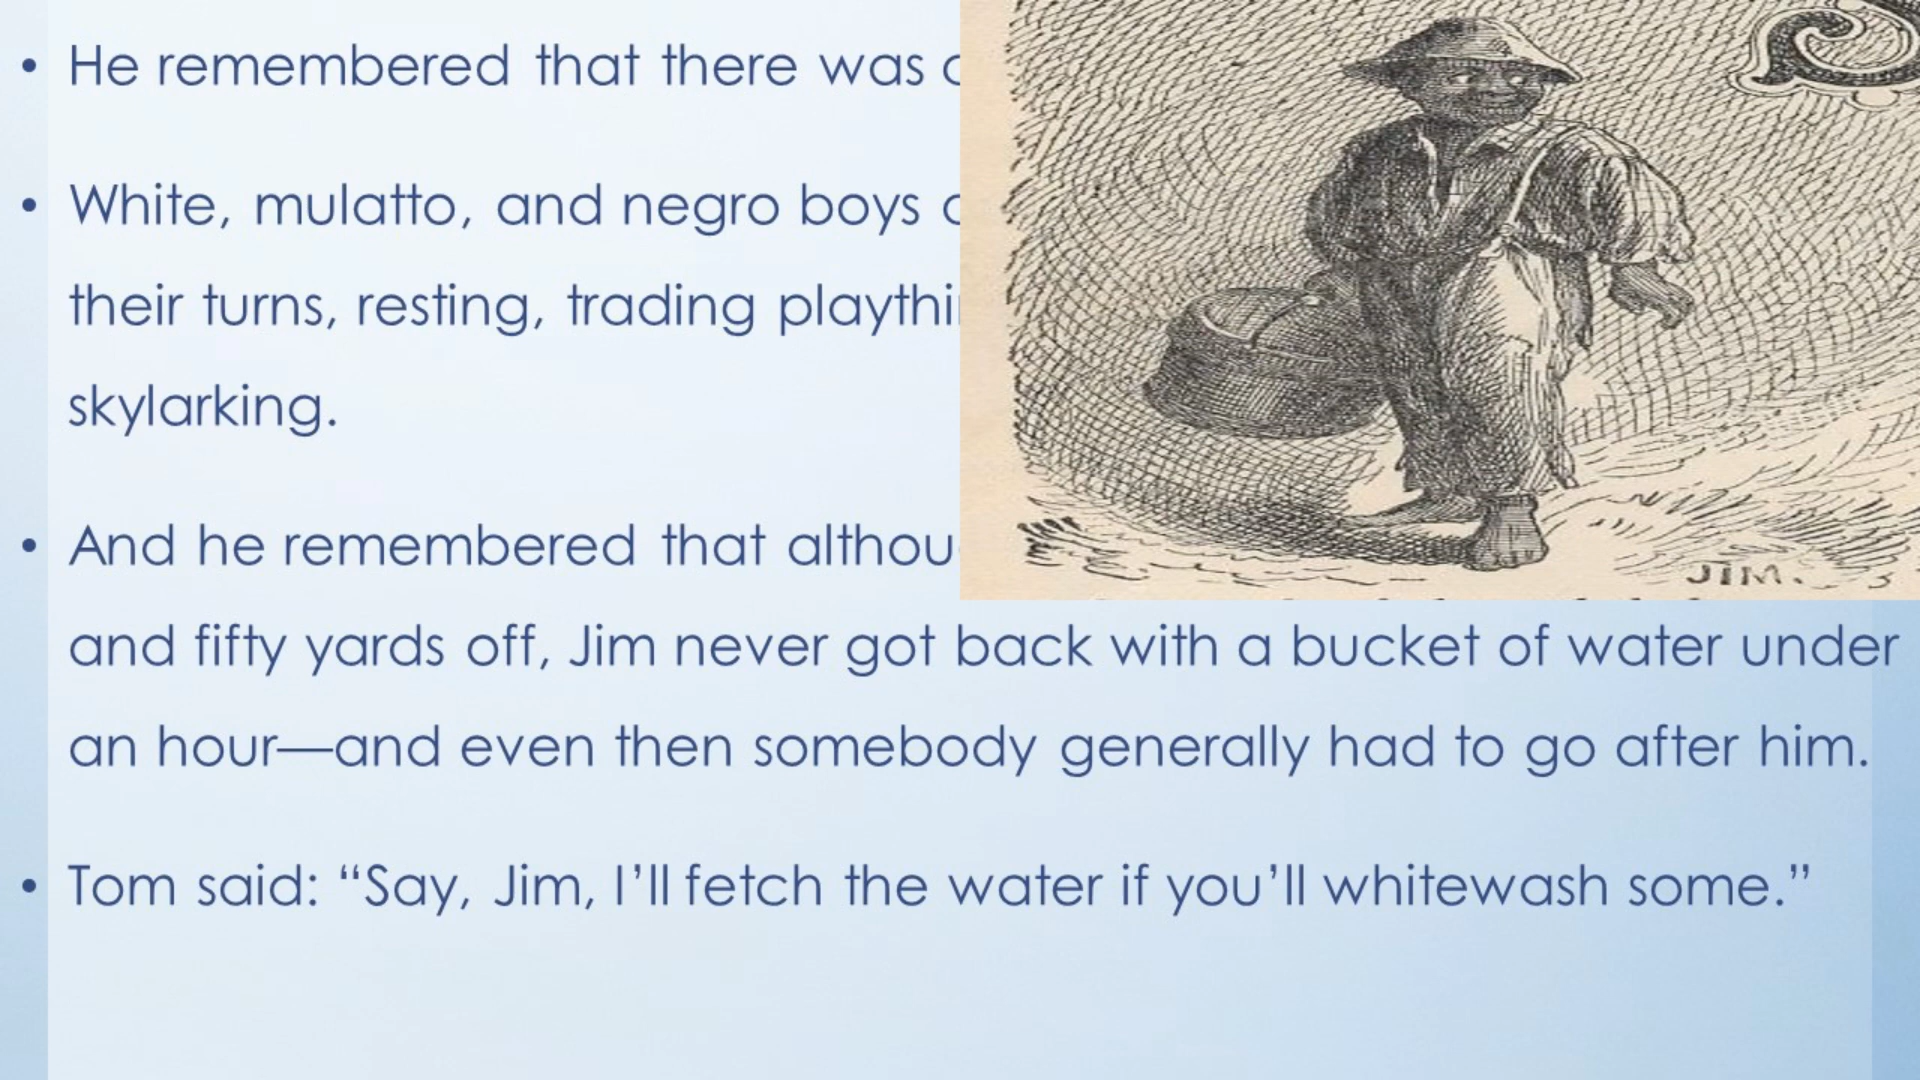 • He remembered that there was
• White, mulatto, and negro boys
their turns, resting, trading
skylarking.
• And he remembered that
and fifty yards off, Jim never got back with a bucket of water under
an hour—and even then somebody generally had to go after him.
• Tom said: “Say, Jim, I’ll fetch the water if you’ll whitewash some.”
JIM.